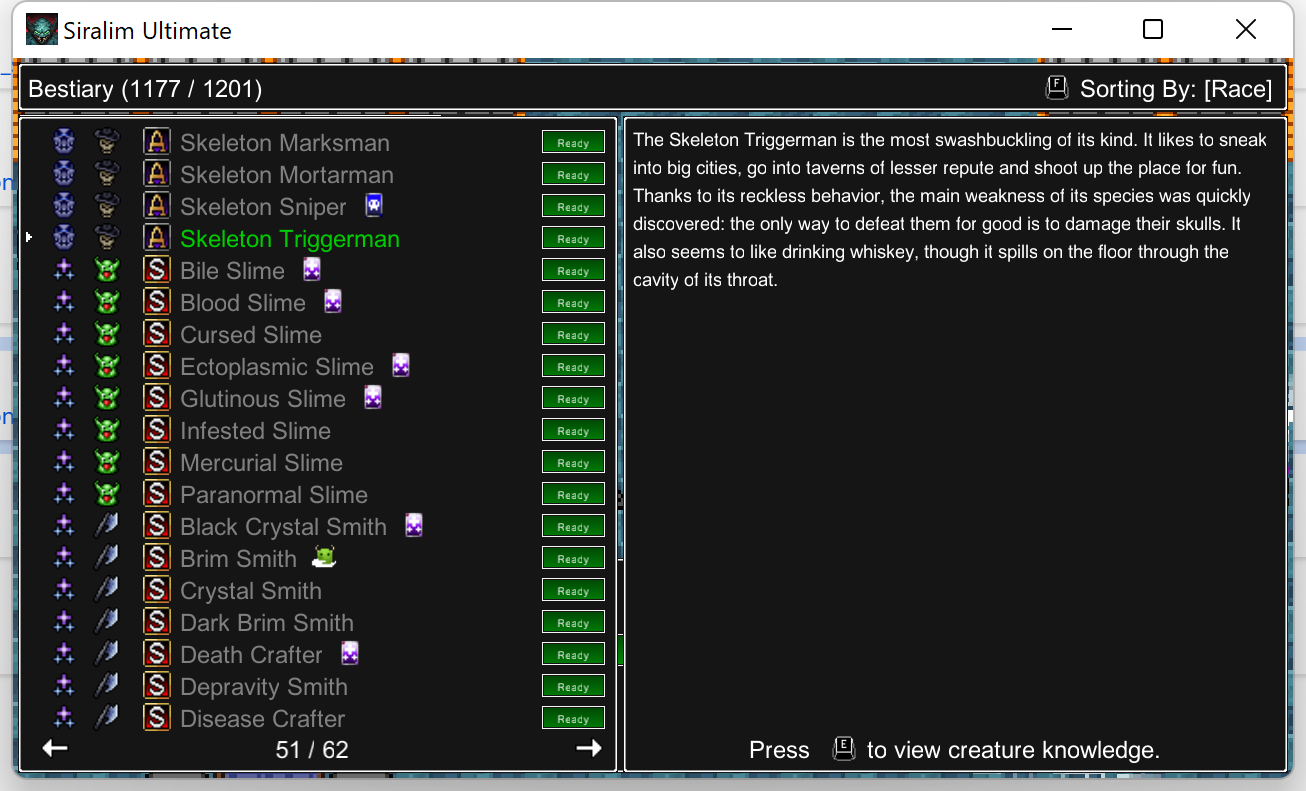 Siralim Ultimate
Bestiary (1177 / 1201)
F Sorting By: [Race]
A Skeleton Marksman Ready
A Skeleton Mortarman Ready
A Skeleton Sniper Ready
A Skeleton Triggerman Ready
S Bile Slime Ready
S Blood Slime Ready
S Cursed Slime Ready
S Ectoplasmic Slime Ready
S Glutinous Slime Ready
S Infested Slime Ready
S Mercurial Slime Ready
S Paranormal Slime Ready
S Black Crystal Smith Ready
S Brim Smith Ready
S Crystal Smith Ready
S Dark Brim Smith Ready
S Death Crafter Ready
S Depravity Smith Ready
S Disease Crafter Ready
51 / 62
The Skeleton Triggerman is the most swashbuckling of its kind. It likes to sneak
into big cities, go into taverns of lesser repute and shoot up the place for fun.
Thanks to its reckless behavior, the main weakness of its species was quickly
discovered: the only way to defeat them for good is to damage their skulls. It
also seems to like drinking whiskey, though it spills on the floor through the
cavity of its throat.
Press E to view creature knowledge.